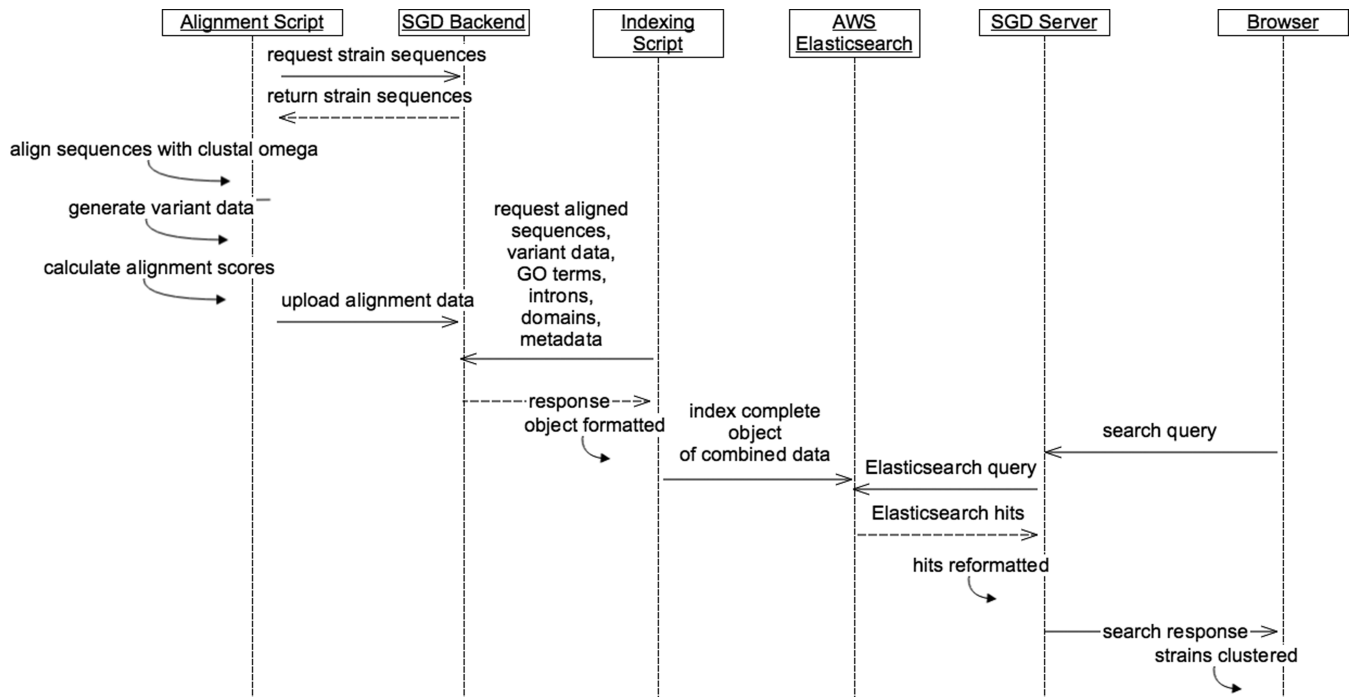 Alignment Script
SGD Backend
Indexing
Script
AWS
Elasticsearch
SGD Server
Browser
request strain sequences
return strain sequences
align sequences with clustal omega
generate variant data
calculate alignment scores
upload alignment data
request aligned
sequences,
variant data,
GO terms,
introns,
domains,
metadata
response
object formatted
index complete
object
of combined data
search query
Elasticsearch query
Elasticsearch hits
hits reformatted
search response
strains clustered